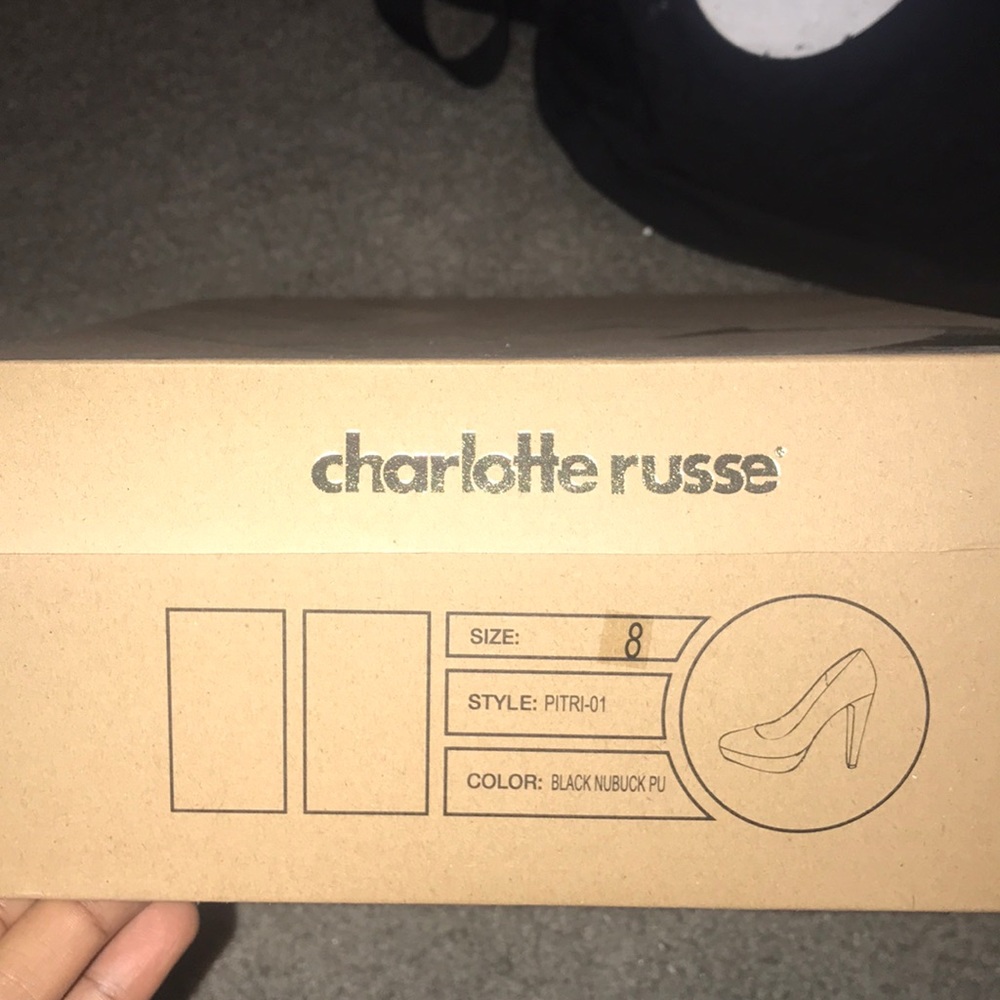 charlotte russe
SIZE: 8
STYLE: PITRI-01
COLOR: BLACK NUBUCK PU